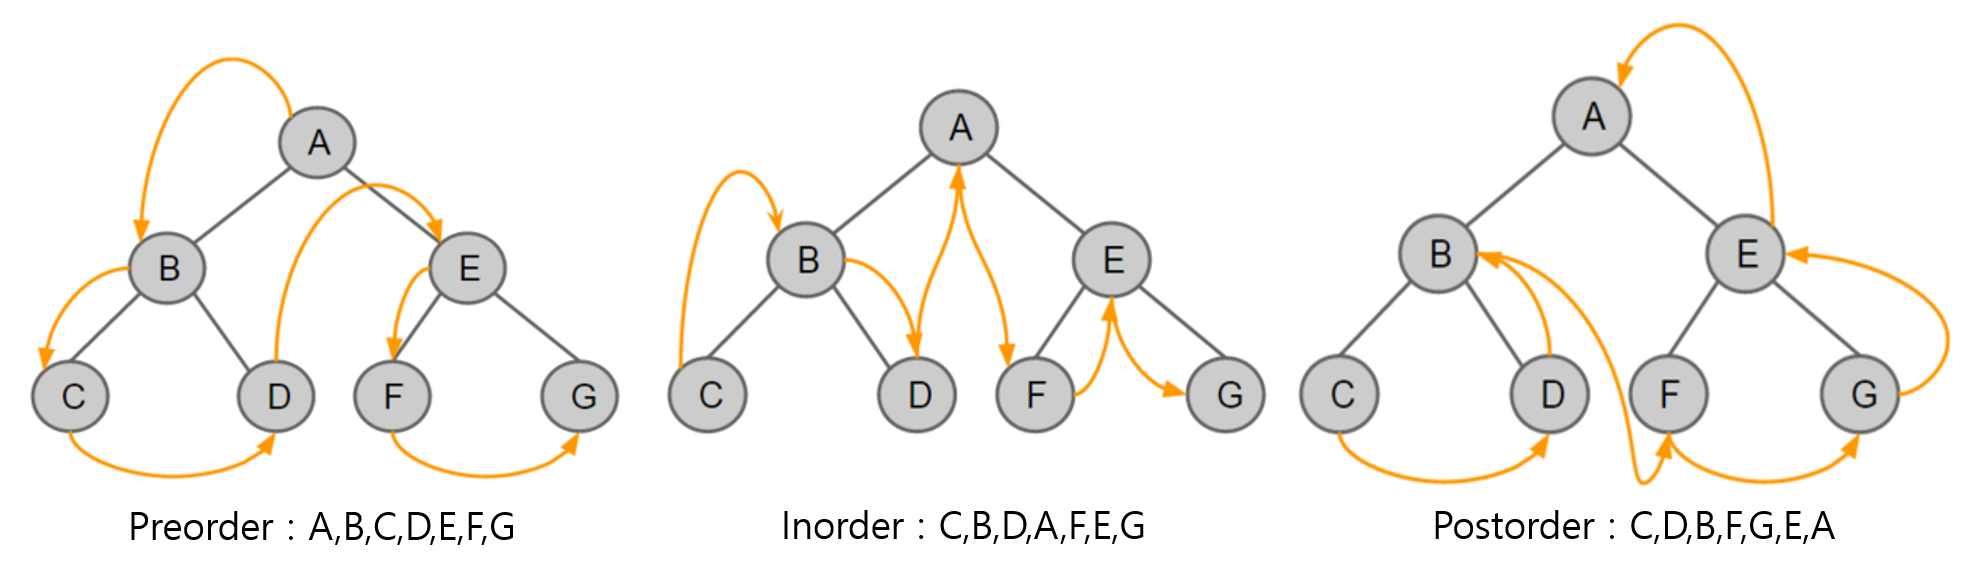 A
B
E
C
D
F
G
Preorder : A,B,C,D,E,F,G
A
B
E
C
D
F
G
Inorder : C,B,D,A,F,E,G
A
B
E
C
D
F
G
Postorder : C,D,B,F,G,E,A